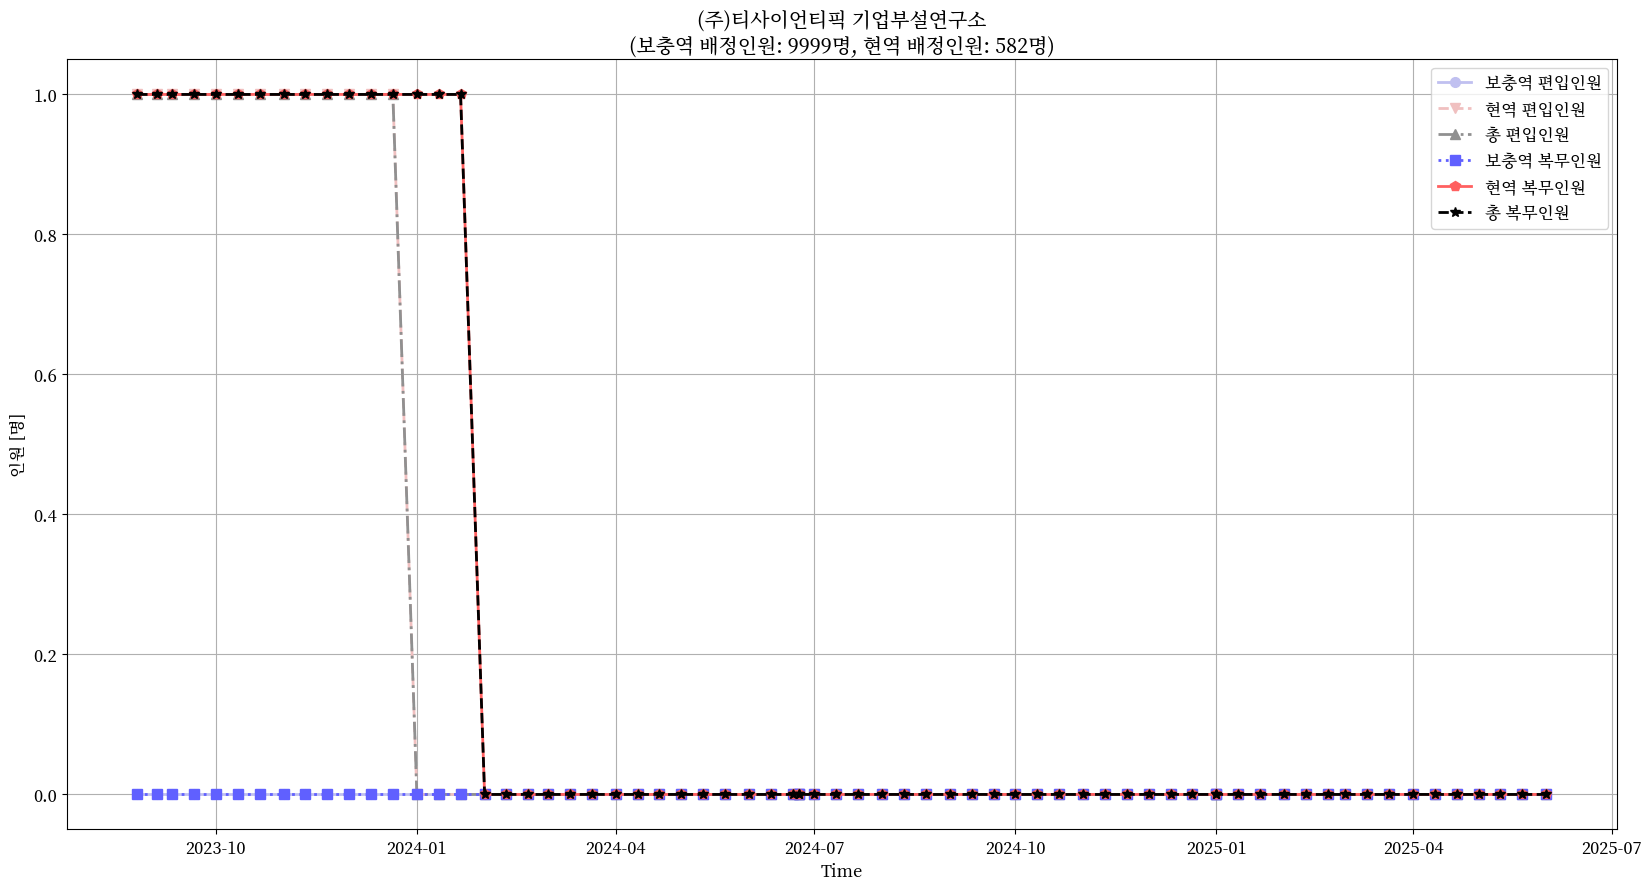 (주)티사이언티픽 기업부설연구소
(보충역 배정인원: 9999명, 현역 배정인원: 582명)
보충역 편입인원
현역 편입인원
총 편입인원
보충역 복무인원
현역 복무인원
총 복무인원
인원 [명]
1.0
0.8
0.6
0.4
0.2
0.0
2023-10
2024-01
2024-04
2024-07
2024-10
2025-01
2025-04
2025-07
Time